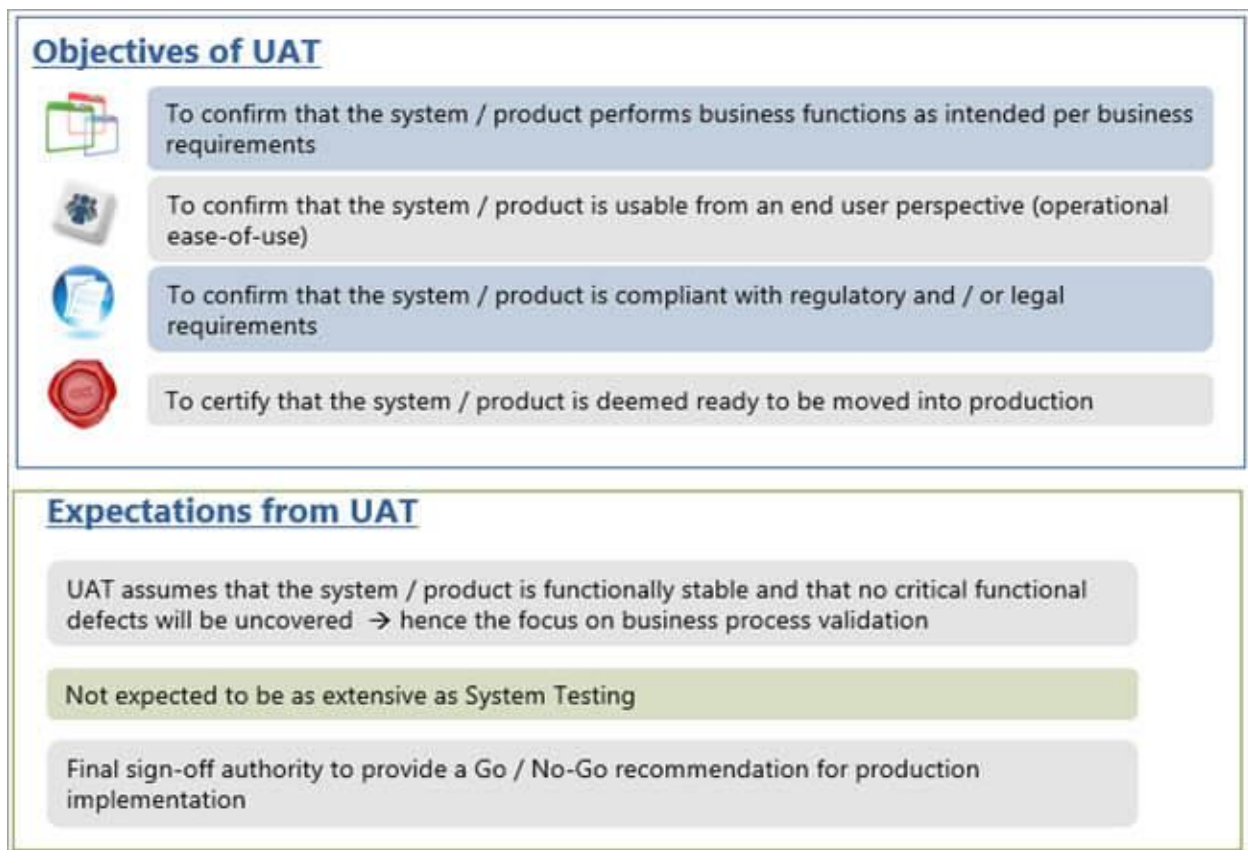 Objectives of UAT
To confirm that the system / product performs business functions as intended per business
requirements
To confirm that the system / product is usable from an end user perspective (operational
ease-of-use)
To confirm that the system / product is compliant with regulatory and / or legal
requirements
To certify that the system / product is deemed ready to be moved into production
Expectations from UAT
UAT assumes that the system / product is functionally stable and that no critical functional
defects will be uncovered → hence the focus on business process validation
Not expected to be as extensive as System Testing
Final sign-off authority to provide a Go / No-Go recommendation for production
implementation